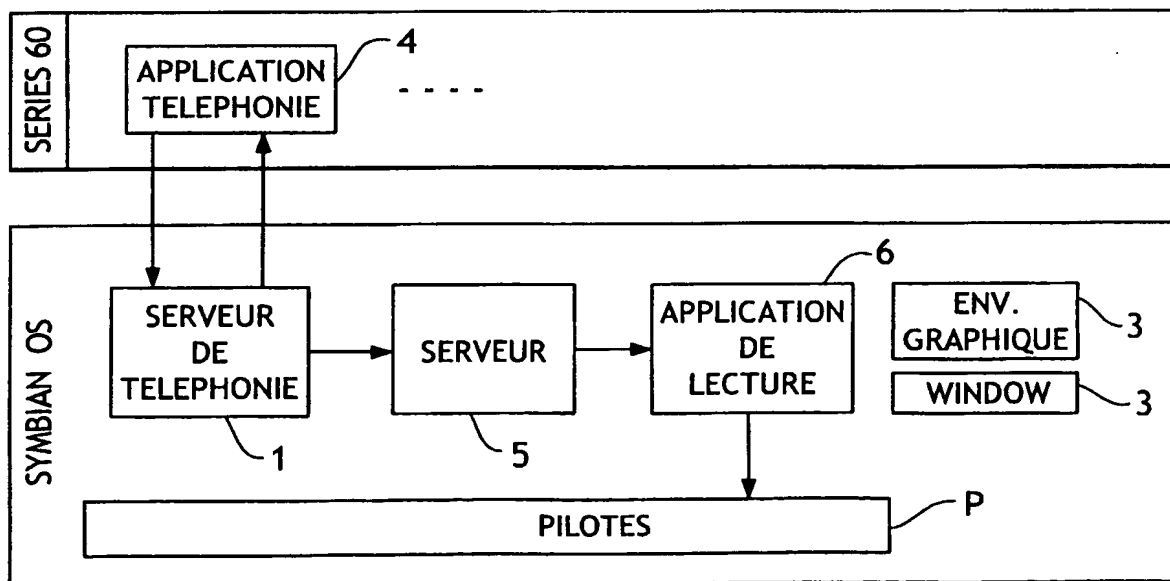 SERIES 60
APPLICATION
TELEPHONIE
4
- - - -
SYMBIAN OS
SERVEUR
DE
TELEPHONIE
1
SERVEUR
5
APPLICATION
DE
LECTURE
6
ENV.
GRAPHIQUE
3
WINDOW
3
PILOTES
P